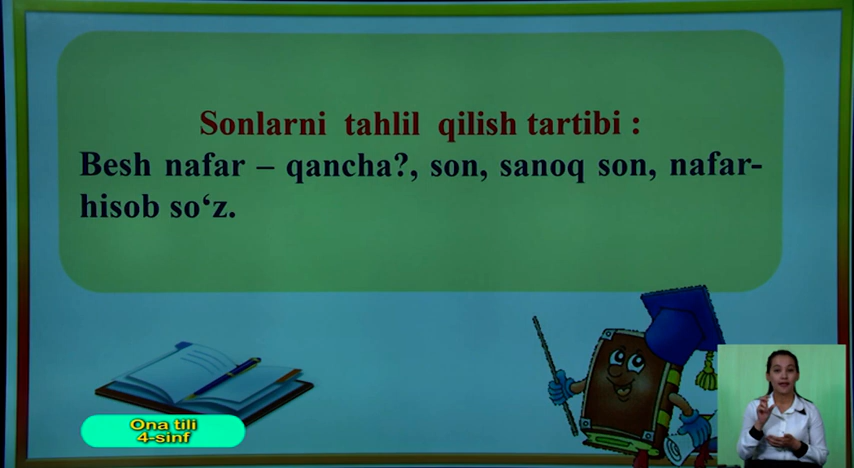 Sonlarni tahlil qilish tartibi :
Besh nafar – qancha?, son, sanoq son, nafar-
hisob so‘z.
Ona tili
4-sinf